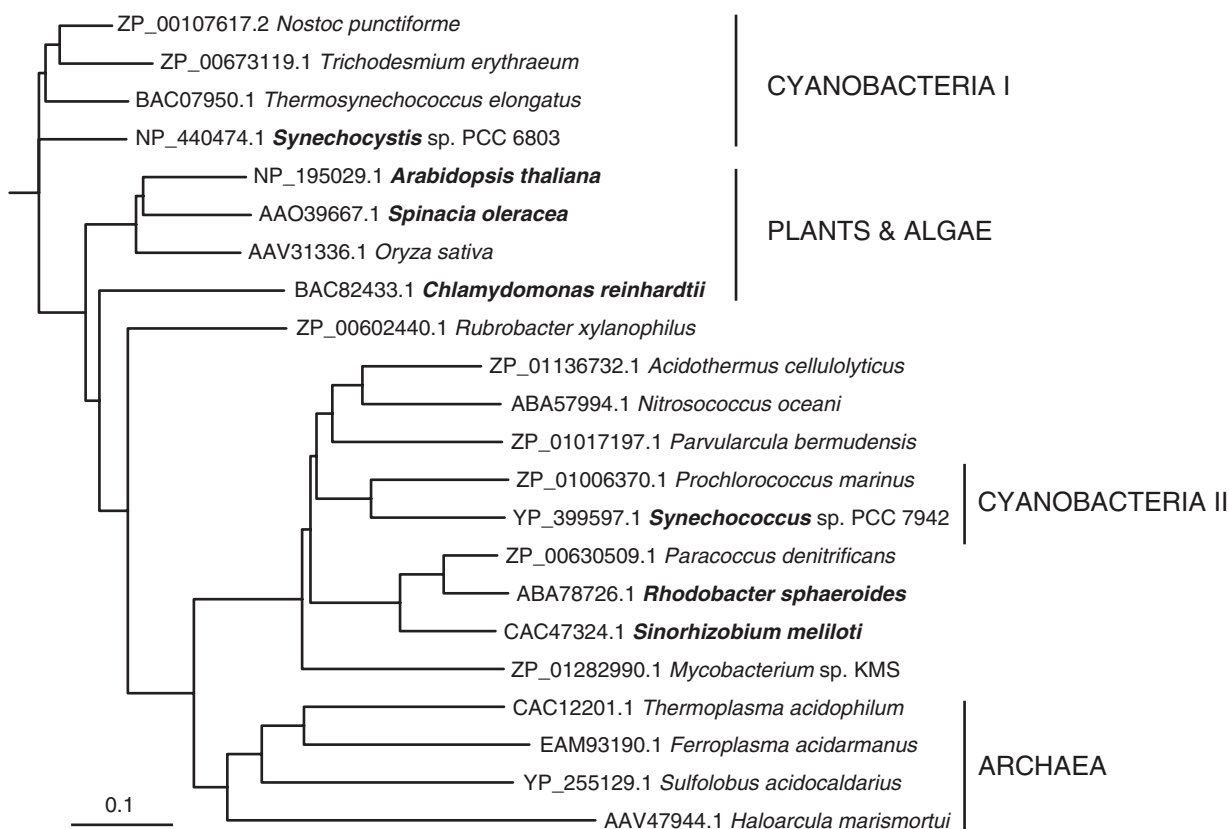 ZP_00107617.2 Nostoc punctiforme
ZP_00673119.1 Trichodesmium erythraeum
BAC07950.1 Thermosynechococcus elongatus
NP_440474.1 Synechocystis sp. PCC 6803
CYANOBACTERIA I
NP_195029.1 Arabidopsis thaliana
AAO39667.1 Spinacia oleracea
AAV31336.1 Oryza sativa
BAC82433.1 Chlamydomonas reinhardtii
PLANTS & ALGAE
ZP_00602440.1 Rubrobacter xylanophilus
ZP_01136732.1 Acidothermus cellulolyticus
ABA57994.1 Nitrosococcus oceani
ZP_01017197.1 Parvularcula bermudensis
ZP_01006370.1 Prochlorococcus marinus
YP_399597.1 Synechococcus sp. PCC 7942
CYANOBACTERIA II
ZP_00630509.1 Paracoccus denitrificans
ABA78726.1 Rhodobacter sphaeroides
CAC47324.1 Sinorhizobium meliloti
ZP_01282990.1 Mycobacterium sp. KMS
CAC12201.1 Thermoplasma acidophilum
EAM93190.1 Ferroplasma acidarmanus
YP_255129.1 Sulfolobus acidocaldarius
AAV47944.1 Haloarcula marismortui
ARCHAEA
0.1